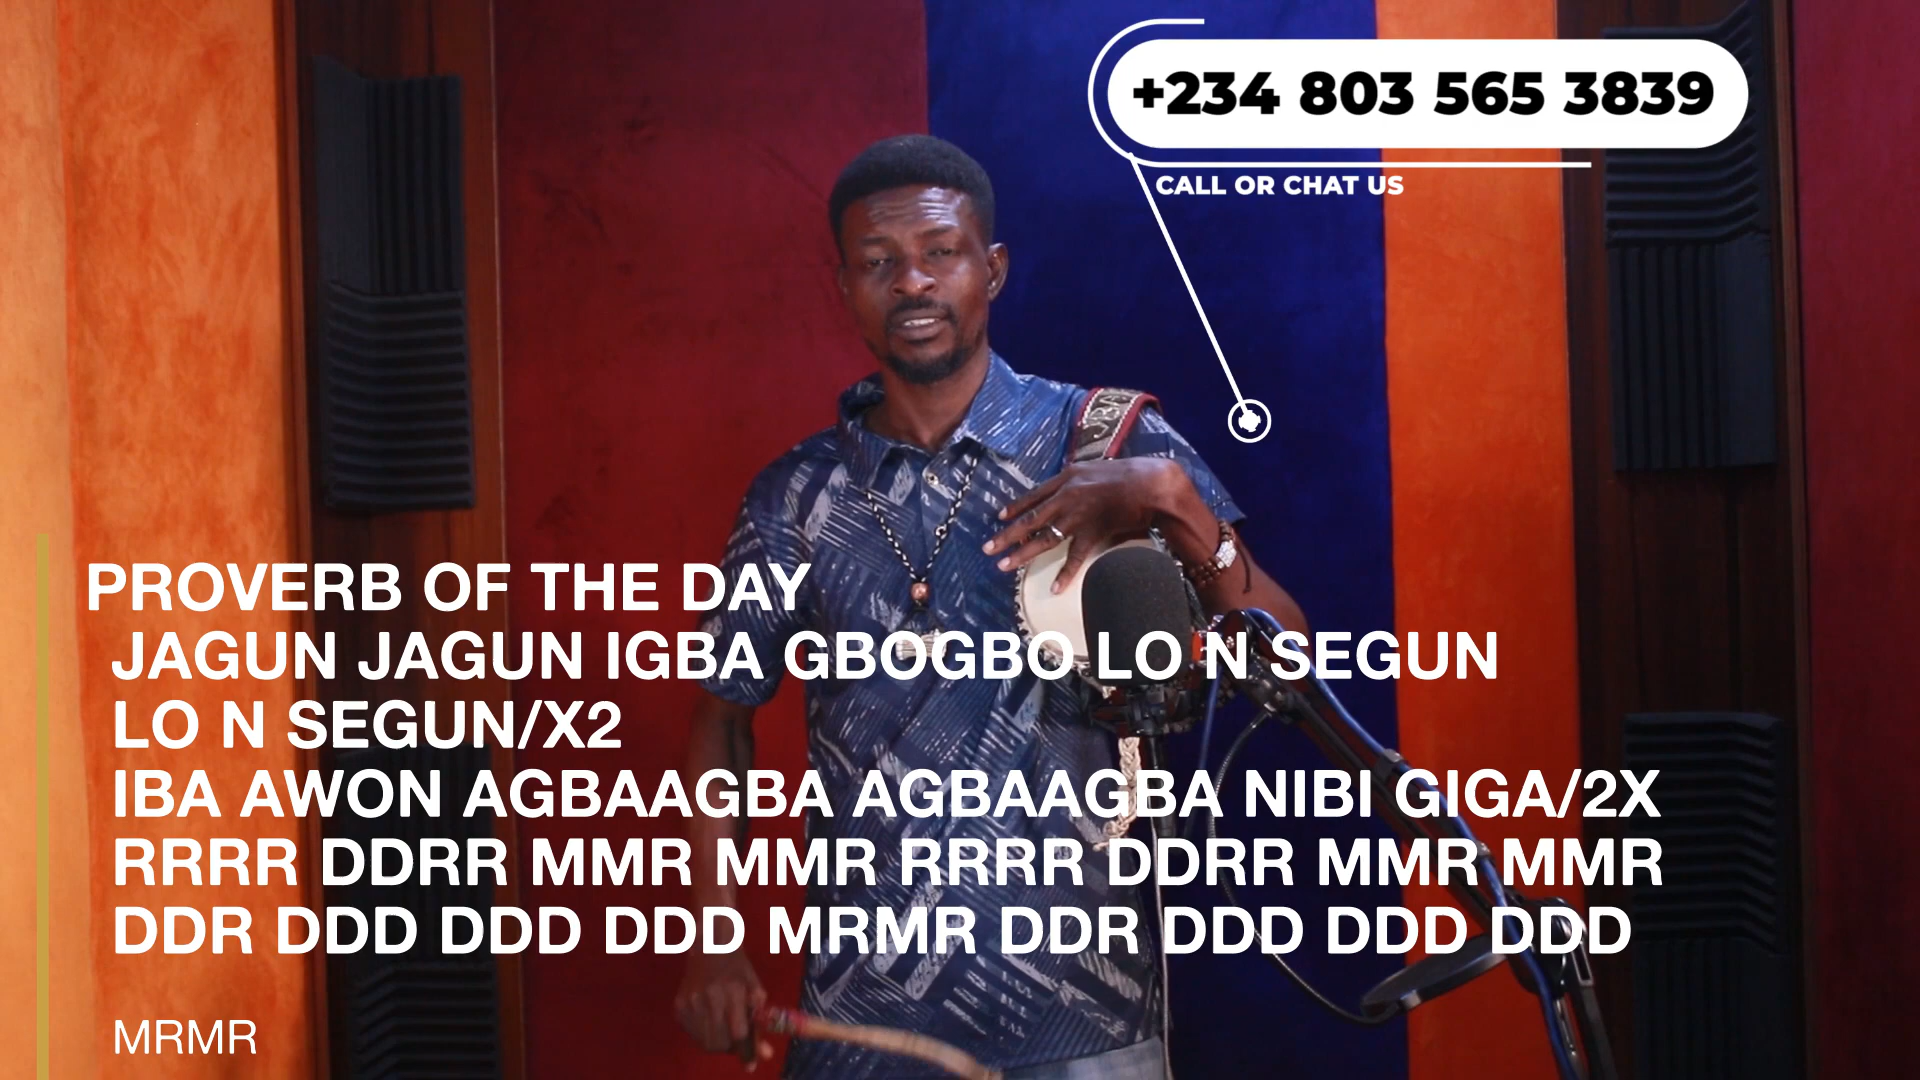 +234 803 565 3839
CALL OR CHAT US
PROVERB OF THE DAY
JAGUN JAGUN IGBA GBOGBO LO N SEGUN
LO N SEGUN/X2
IBA AWON AGBAAGBA AGBAAGBA NIBI GIGA/2X
RRRR DDRR MMR MMR RRRR DDRR MMR MMR
DDR DDD DDD DDD MRMR DDR DDD DDD DDD
MRMR